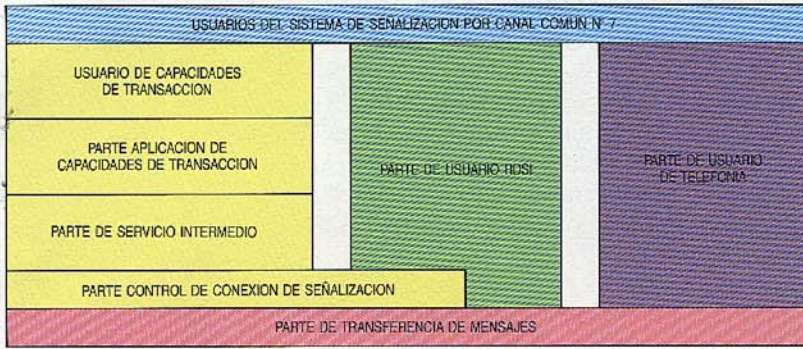 USUARIOS DEL SISTEMA DE SEÑALIZACION POR CANAL COMUN Nº 7
USUARIO DE CAPACIDADES
DE TRANSACCION
PARTE APLICACION DE
CAPACIDADES DE TRANSACCION
PARTE DE SERVICIO INTERMEDIO
PARTE CONTROL DE CONEXION DE SEÑALIZACION
PARTE DE USUARIO RDSI
PARTE DE USUARIO
DE TELEFONIA
PARTE DE TRANSFERENCIA DE MENSAJES